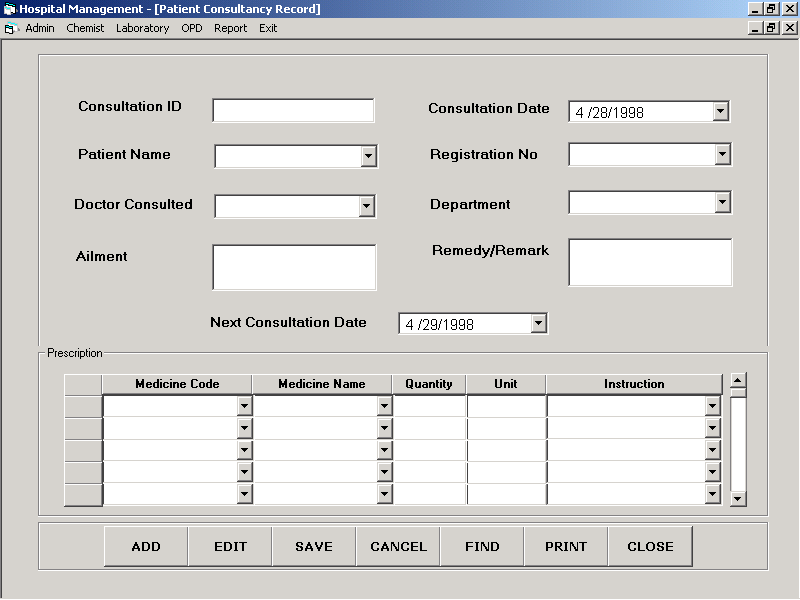 Hospital Management - [Patient Consultancy Record]
Admin Chemist Laboratory OPD Report Exit
Consultation ID Consultation Date 4 /28/1998
Patient Name Registration No
Doctor Consulted Department
Ailment Remedy/Remark
Next Consultation Date 4 /29/1998
Prescription
Medicine Code Medicine Name Quantity Unit Instruction
ADD EDIT SAVE CANCEL FIND PRINT CLOSE